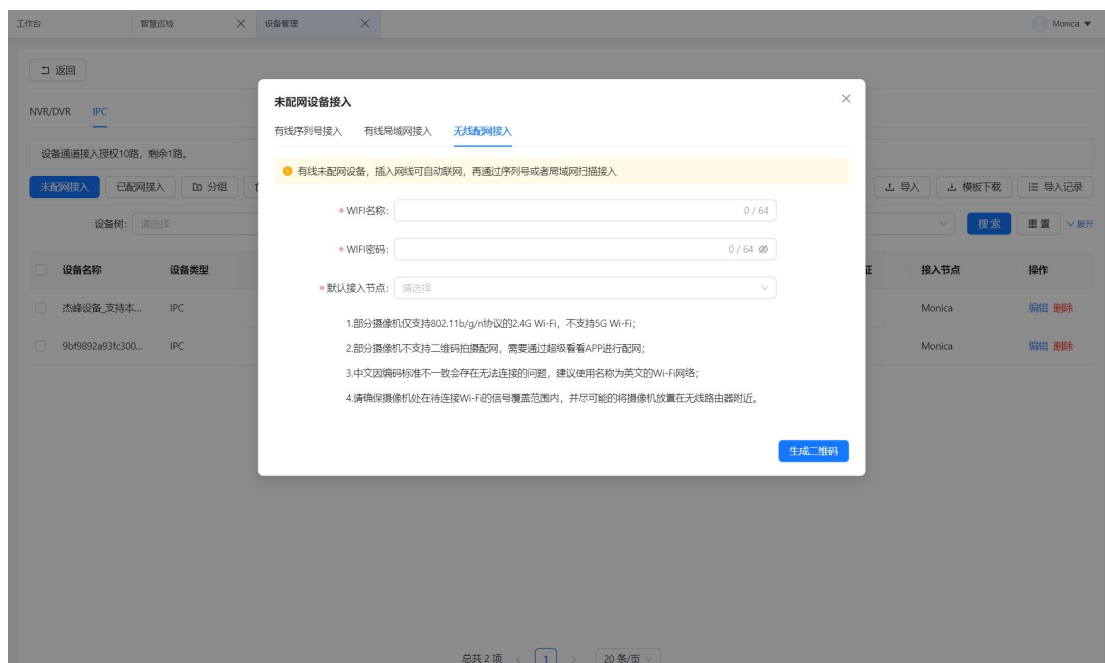 工作台 智慧巡检 设备管理 Monica
返回
NVR/DVR IPC
设备通道接入授权10路，剩余1路。
未配网接入 已配网接入 分组 导入 模板下载 导入记录
设备树: 请选择 搜索 重置 展开
设备名称 设备类型 接入节点 操作
杰峰设备_支持本... IPC Monica 编辑 删除
9bf9892a93fc300... IPC Monica 编辑 删除
未配网设备接入
有线序列号接入 有线局域网接入 无线配网接入
有线未配网设备，插入网线可自动联网，再通过序列号或者局域网扫描接入
* WIFI名称: 0 / 64
* WIFI密码: 0 / 64
* 默认接入节点: 请选择
1.部分摄像机仅支持802.11b/g/n协议的2.4G Wi-Fi，不支持5G Wi-Fi；
2.部分摄像机不支持二维码拍摄配网，需要通过超级看看APP进行配网；
3.中文因编码标准不一致会存在无法连接的问题，建议使用名称为英文的Wi-Fi网络；
4.请确保摄像机处在待连接Wi-Fi的信号覆盖范围内，并尽可能的将摄像机放置在无线路由器附近。
生成二维码
总共 2 项 < 1 > 20 条/页